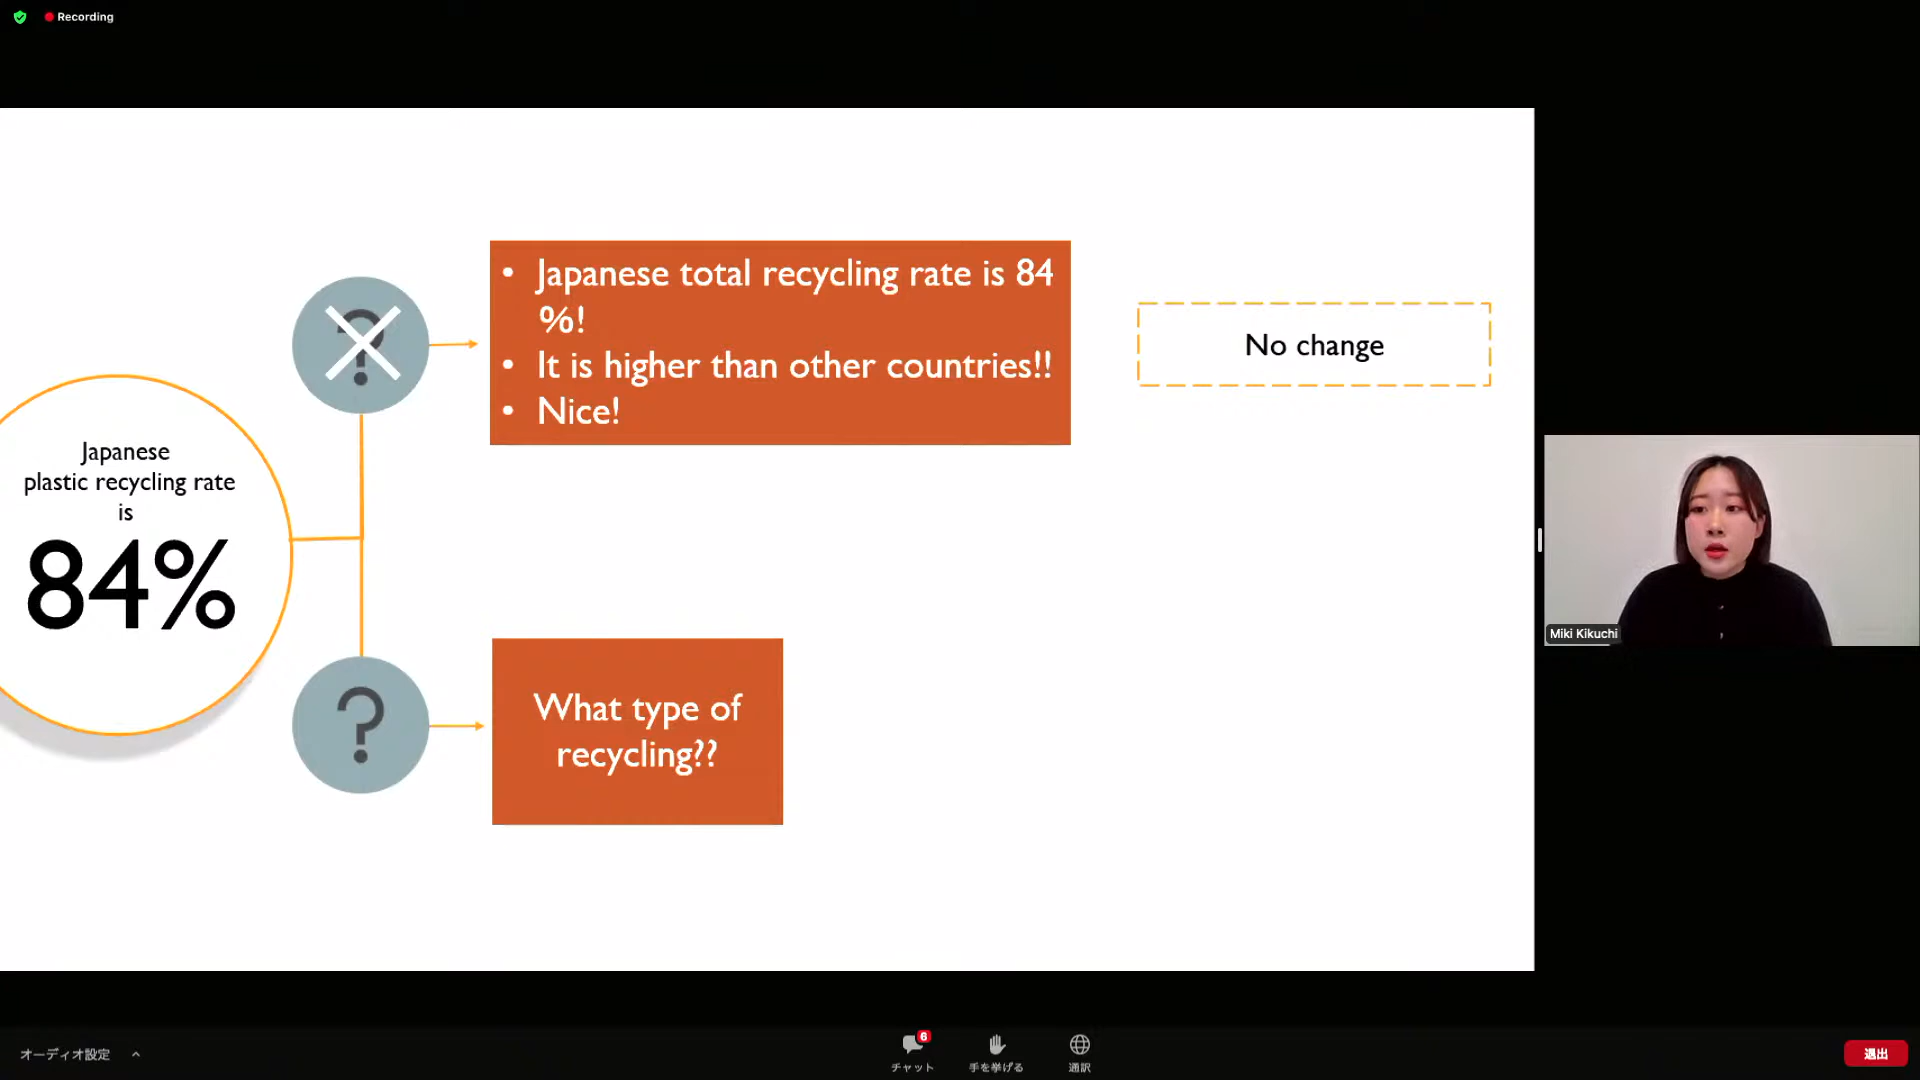 Recording
• Japanese total recycling rate is 84
%!
• It is higher than other countries!!
• Nice!
No change
Japanese
plastic recycling rate
is
84%
?
?
What type of
recycling??
Miki Kikuchi
オーディオ設定
6
チャット
手を挙げる
通訳
退出